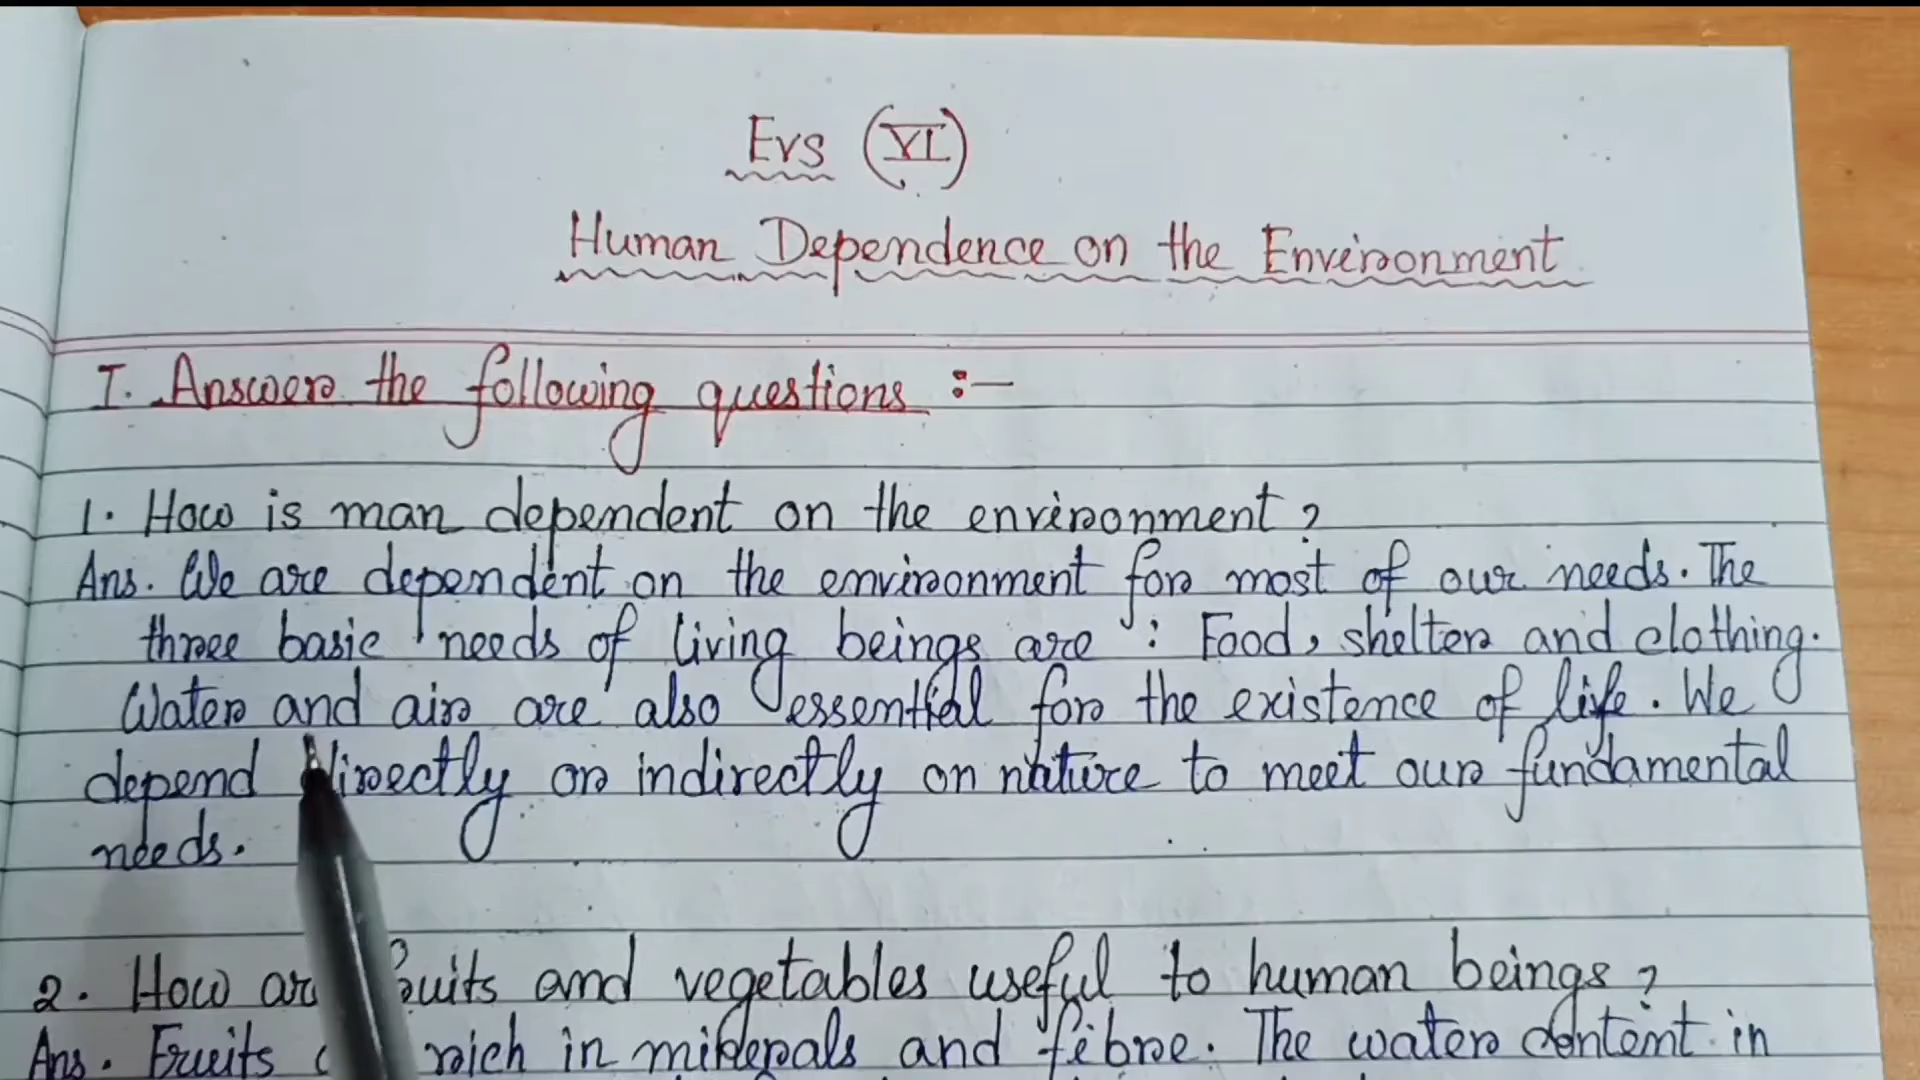 Evs (VI)
Human Dependence on the Environment
I. Answer the following questions :-
1. How is man dependent on the environment?
Ans. We are dependent on the environment for most of our needs. The
three basic needs of living beings are : Food, shelter and clothing.
Water and air are also essential for the existence of life. We
depend directly or indirectly on nature to meet our fundamental
needs.
2. How are fruits and vegetables useful to human beings?
Ans. Fruits rich in minerals and fibre. The water content in